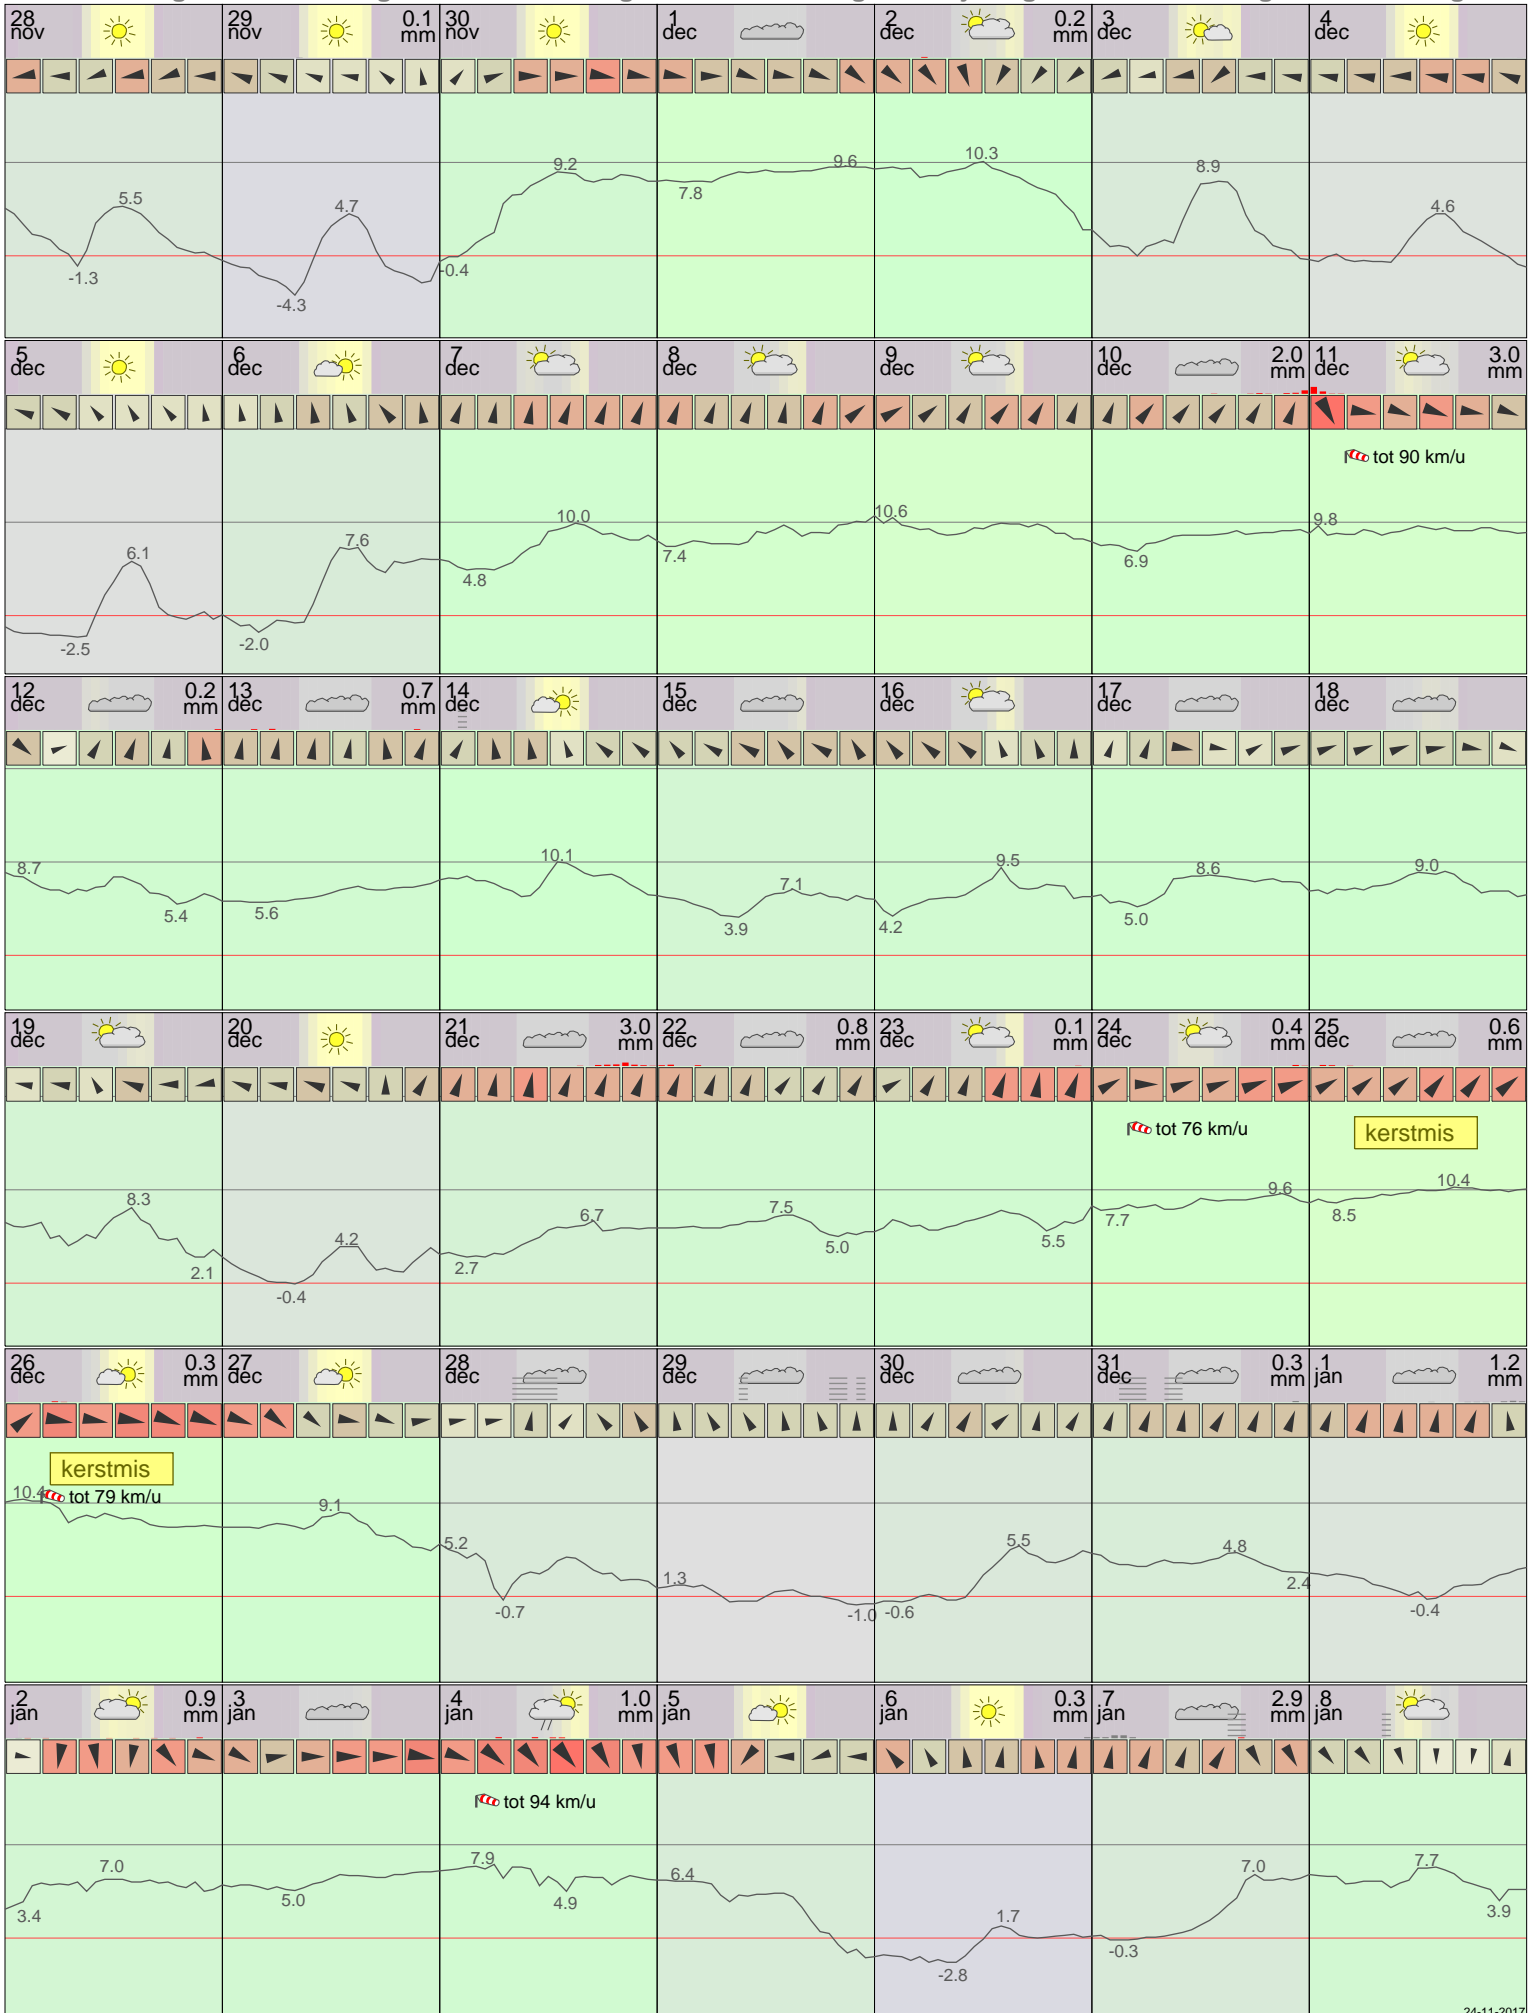 28 nov
29 nov 0.1 mm
30 nov
1 dec
2 dec 0.2 mm
3 dec
4 dec
5.5
-1.3
4.7
-4.3
9.2
-0.4
7.8
9.6
10.3
8.9
4.6
5 dec
6 dec
7 dec
8 dec
9 dec
10 dec 2.0 mm
11 dec 3.0 mm
tot 90 km/u
6.1
-2.5
7.6
-2.0
10.0
4.8
7.4
10.6
6.9
9.8
12 dec 0.2 mm
13 dec 0.7 mm
14 dec
15 dec
16 dec
17 dec
18 dec
8.7
5.4
5.6
10.1
3.9
7.1
4.2
9.5
5.0
8.6
9.0
19 dec
20 dec
21 dec 3.0 mm
22 dec 0.8 mm
23 dec 0.1 mm
24 dec 0.4 mm
25 dec 0.6 mm
tot 76 km/u
kerstmis
8.3
2.1
-0.4
4.2
2.7
6.7
7.5
5.0
5.5
7.7
9.6
8.5
10.4
26 dec 0.3 mm
27 dec
28 dec
29 dec
30 dec
31 dec 0.3 mm
1 jan 1.2 mm
kerstmis
10.4 tot 79 km/u
9.1
5.2
-0.7
1.3
-1.0
-0.6
5.5
4.8
2.4
-0.4
2 jan 0.9 mm
3 jan
4 jan 1.0 mm
5 jan
6 jan 0.3 mm
7 jan 2.9 mm
8 jan
tot 94 km/u
3.4
7.0
5.0
7.9
4.9
6.4
-2.8
1.7
-0.3
7.0
7.7
3.9
24-11-2017